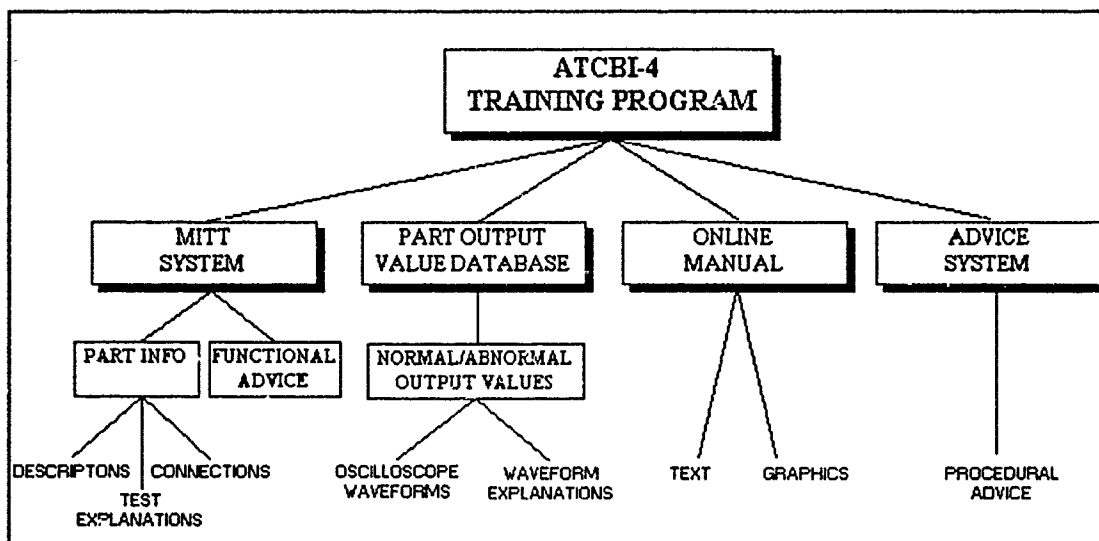 ATCBI-4
TRAINING PROGRAM
MITT
SYSTEM
PART OUTPUT
VALUE DATABASE
ONLINE
MANUAL
ADVICE
SYSTEM
PART INFO
FUNCTIONAL
ADVICE
NORMAL/ABNORMAL
OUTPUT VALUES
DESCRIPTONS
CONNECTIONS
TEST
EXPLANATIONS
OSCILLOSCOPE
WAVEFORMS
WAVEFORM
EXPLANATIONS
TEXT
GRAPHICS
PROCEDURAL
ADVICE